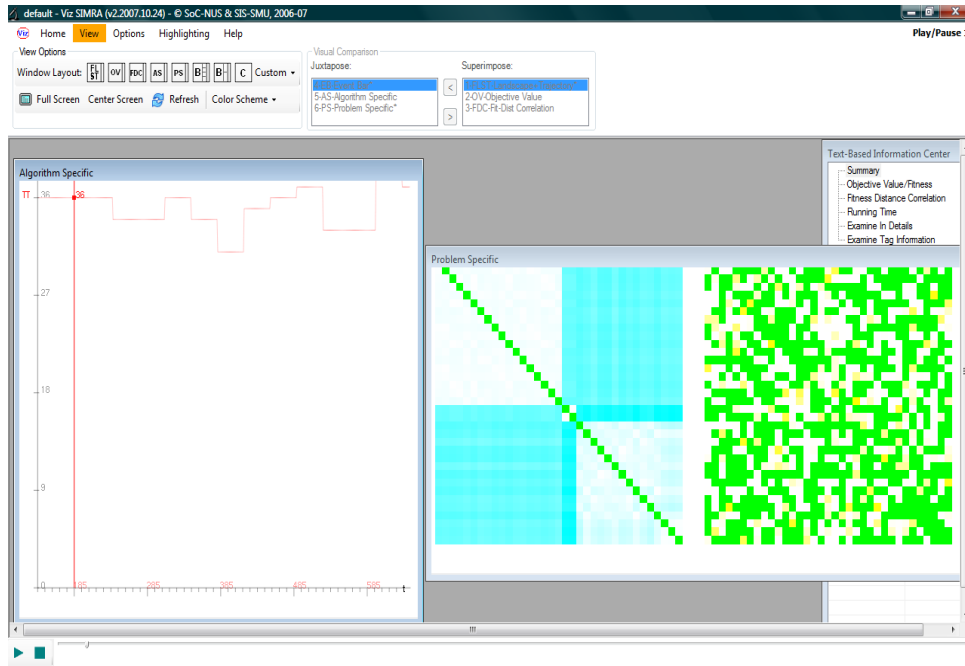 default - Viz SIMRA (v2.2007.10.24) - © SoC-NUS & SIS-SMU, 2006-07
Viz Home View Options Highlighting Help Play/Pause
View Options
Window Layout: FL ST OV FDC AS PS B B C Custom
Full Screen Center Screen Refresh Color Scheme
Visual Comparison
Juxtapose: Superimpose:
5-AS-Algorithm Specific
6-PS-Problem Specific*
<
>
2-OV-Objective Value
3-FDC-Fit-Dist Correlation
Algorithm Specific
TT 36 36
27
18
9
0 185 285 385 485 585 t
Problem Specific
Text-Based Information Center
Summary
Objective Value/Fitness
Fitness Distance Correlation
Running Time
Examine In Details
Examine Tag Information